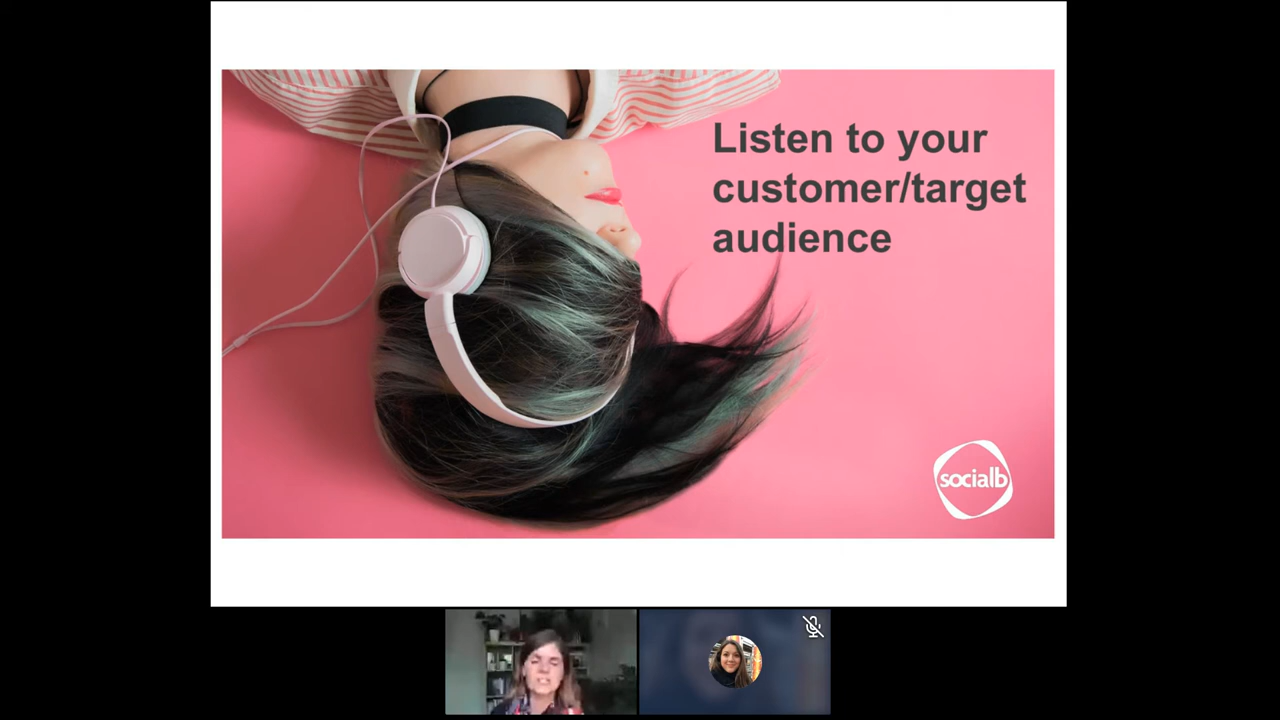 Listen to your
customer/target
audience
socialb